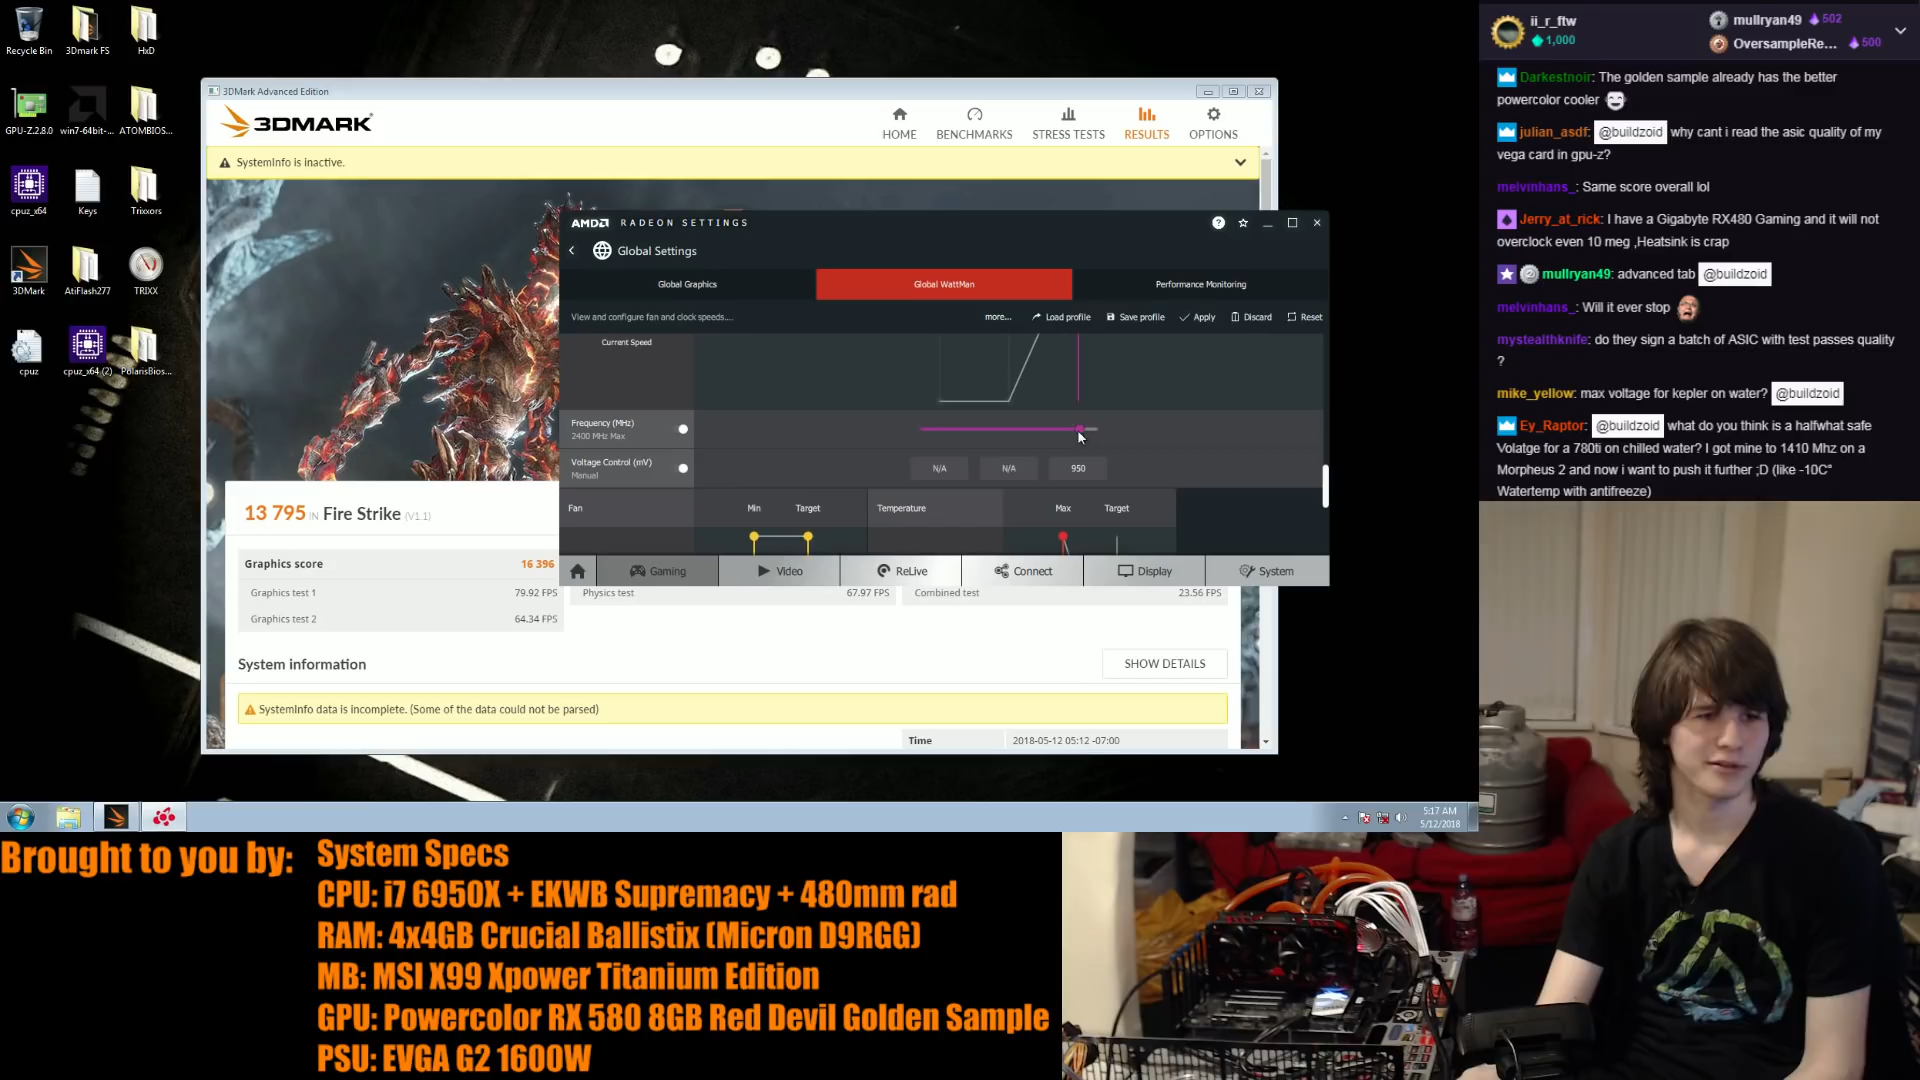 Recycle Bin
3Dmark FS
HxD
GPU-Z.2.8.0
win7-64bit-...
ATOMBIOS...
cpuz_x64
Keys
Trixxors
3DMark
AtiFlash277
TRIXX
cpuz
cpuz_x64 (2)
PolarisBios...
3DMark Advanced Edition
3DMARK
HOME
BENCHMARKS
STRESS TESTS
RESULTS
OPTIONS
SystemInfo is inactive.
AMD RADEON SETTINGS
Global Settings
Global Graphics
Global WattMan
Performance Monitoring
View and configure fan and clock speeds....
more...
Load profile
Save profile
Apply
Discard
Reset
Current Speed
Frequency (MHz)
2400 MHz Max
Voltage Control (mV)
Manual
N/A
N/A
950
Fan
Min
Target
Temperature
Max
Target
Gaming
Video
ReLive
Connect
Display
System
13 795 IN Fire Strike (V1.1)
Graphics score
16 396
Graphics test 1
79.92 FPS
Graphics test 2
64.34 FPS
Physics test
67.97 FPS
Combined test
23.56 FPS
System information
SHOW DETAILS
SystemInfo data is incomplete. (Some of the data could not be parsed)
Time
2018-05-12 05:12 -07:00
5:17 AM
5/12/2018
ii_r_ftw
1,000
mullryan49 502
OversampleRe... 500
Darkestnoir: The golden sample already has the better
powercolor cooler
julian_asdf: @buildzoid why cant i read the asic quality of my
vega card in gpu-z?
melvinhans_: Same score overall lol
Jerry_at_rick: I have a Gigabyte RX480 Gaming and it will not
overclock even 10 meg ,Heatsink is crap
mullryan49: advanced tab @buildzoid
melvinhans_: Will it ever stop
mystealthknife: do they sign a batch of ASIC with test passes quality
?
mike_yellow: max voltage for kepler on water? @buildzoid
Ey_Raptor: @buildzoid what do you think is a halfwhat safe
Volatge for a 780ti on chilled water? I got mine to 1410 Mhz on a
Morpheus 2 and now i want to push it further ;D (like -10C°
Watertemp with antifreeze)
Brought to you by:
System Specs
CPU: i7 6950X + EKWB Supremacy + 480mm rad
RAM: 4x4GB Crucial Ballistix (Micron D9RGG)
MB: MSI X99 Xpower Titanium Edition
GPU: Powercolor RX 580 8GB Red Devil Golden Sample
PSU: EVGA G2 1600W